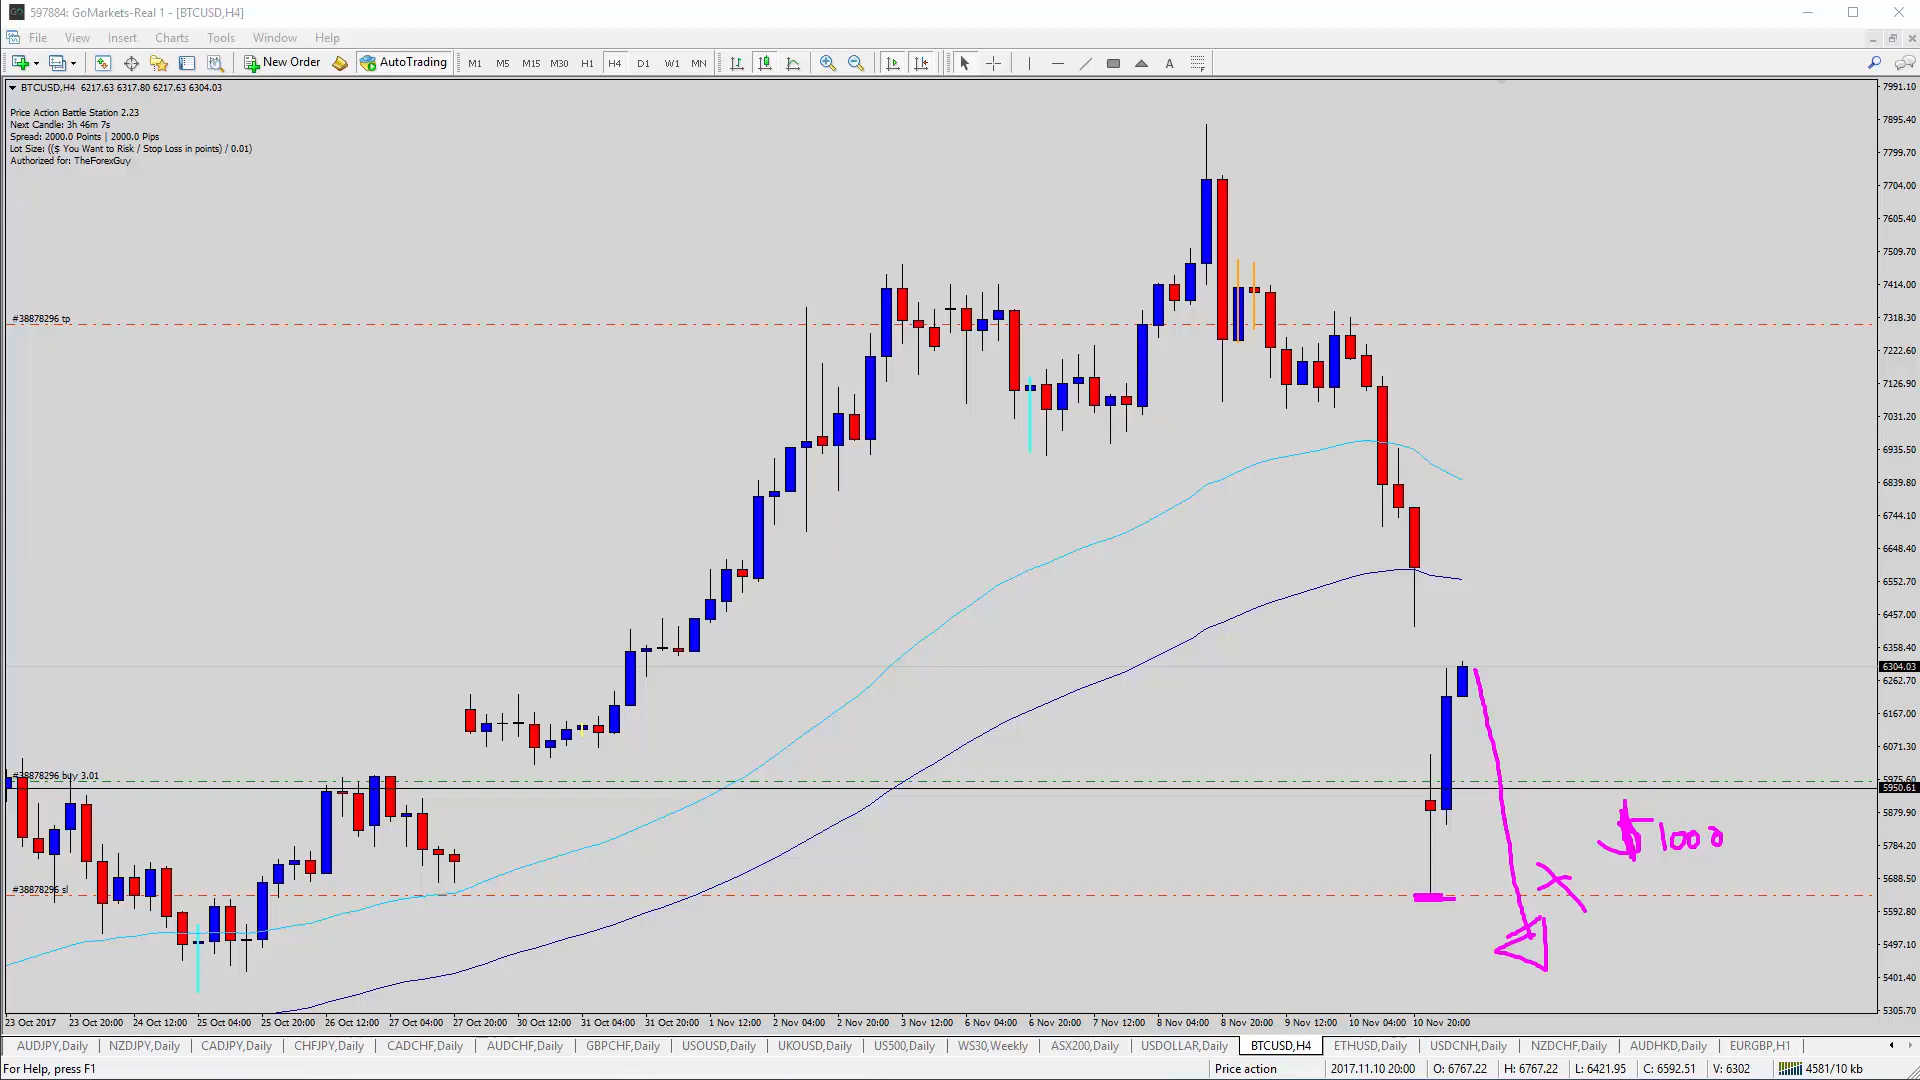 597884: GoMarkets-Real 1 - [BTCUSD,H4]
File View Insert Charts Tools Window Help
New Order AutoTrading M1 M5 M15 M30 H1 H4 D1 W1 MN A
BTCUSD,H4 6217.63 6317.80 6217.63 6304.03
Price Action Battle Station 2.23
Next Candle: 3h 46m 7s
Spread: 2000.0 Points | 2000.0 Pips
Lot Size: (($ You Want to Risk / Stop Loss in points) / 0.01)
Authorized for: TheForexGuy
7991.10
7895.40
7799.70
7704.00
7605.40
7509.70
7414.00
#38878296 tp
7318.30
7222.60
7126.90
7031.20
6935.50
6839.80
6744.10
6648.40
6552.70
6457.00
6358.40
6304.03
6262.70
6167.00
6071.30
#38878296 buy 3.01
5975.60
5950.61
5879.90
$1000
5784.20
5688.50
#38878296 sl
5592.80
5497.10
5401.40
5305.70
23 Oct 2017 23 Oct 20:00 24 Oct 12:00 25 Oct 04:00 25 Oct 20:00 26 Oct 12:00 27 Oct 04:00 27 Oct 20:00 30 Oct 12:00 31 Oct 04:00 31 Oct 20:00 1 Nov 12:00 2 Nov 04:00 2 Nov 20:00 3 Nov 12:00 6 Nov 04:00 6 Nov 20:00 7 Nov 12:00 8 Nov 04:00 8 Nov 20:00 9 Nov 12:00 10 Nov 04:00 10 Nov 20:00
AUDJPY,Daily NZDJPY,Daily CADJPY,Daily CHFJPY,Daily CADCHF,Daily AUDCHF,Daily GBPCHF,Daily USOUSD,Daily UKOUSD,Daily US500,Daily WS30,Weekly ASX200,Daily USDOLLAR,Daily BTCUSD,H4 ETHUSD,Daily USDCNH,Daily NZDCHF,Daily AUDHKD,Daily EURGBP,H1
For Help, press F1 Price action 2017.11.10 20:00 O: 6767.22 H: 6767.22 L: 6421.95 C: 6592.51 V: 6302 4581/10 kb